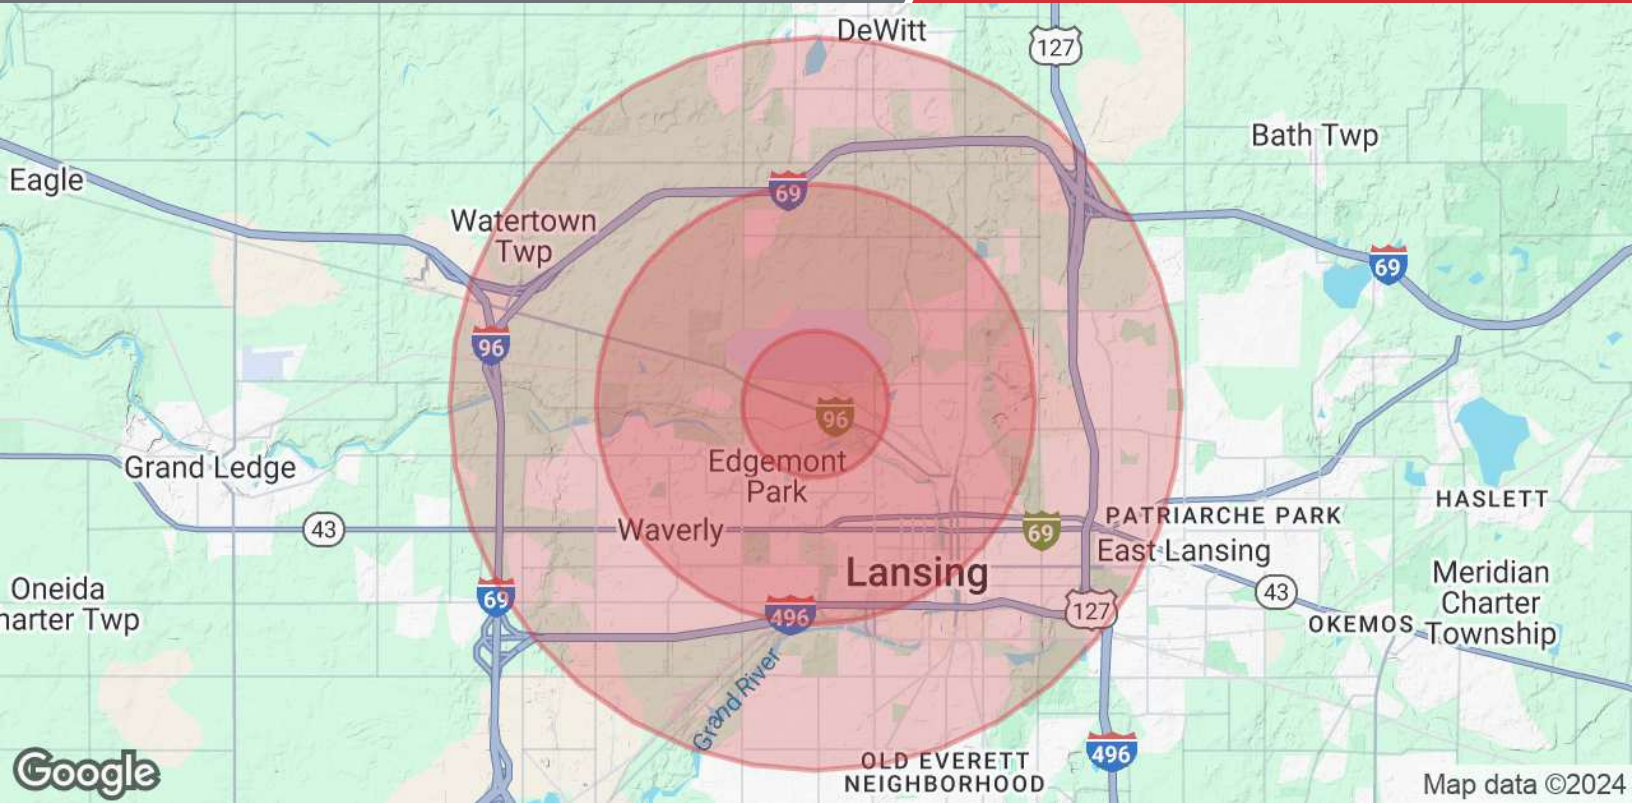 DeWitt
127
Bath Twp
Eagle
69
Watertown
Twp
69
96
96
Edgemont
Park
Grand Ledge
HASLETT
PATRIARCHE PARK
43
Waverly
69
East Lansing
Lansing
Meridian
Charter
Township
Oneida
harter Twp
69
43
127
496
OKEMOS
Grand River
496
OLD EVERETT
NEIGHBORHOOD
Google
Map data ©2024